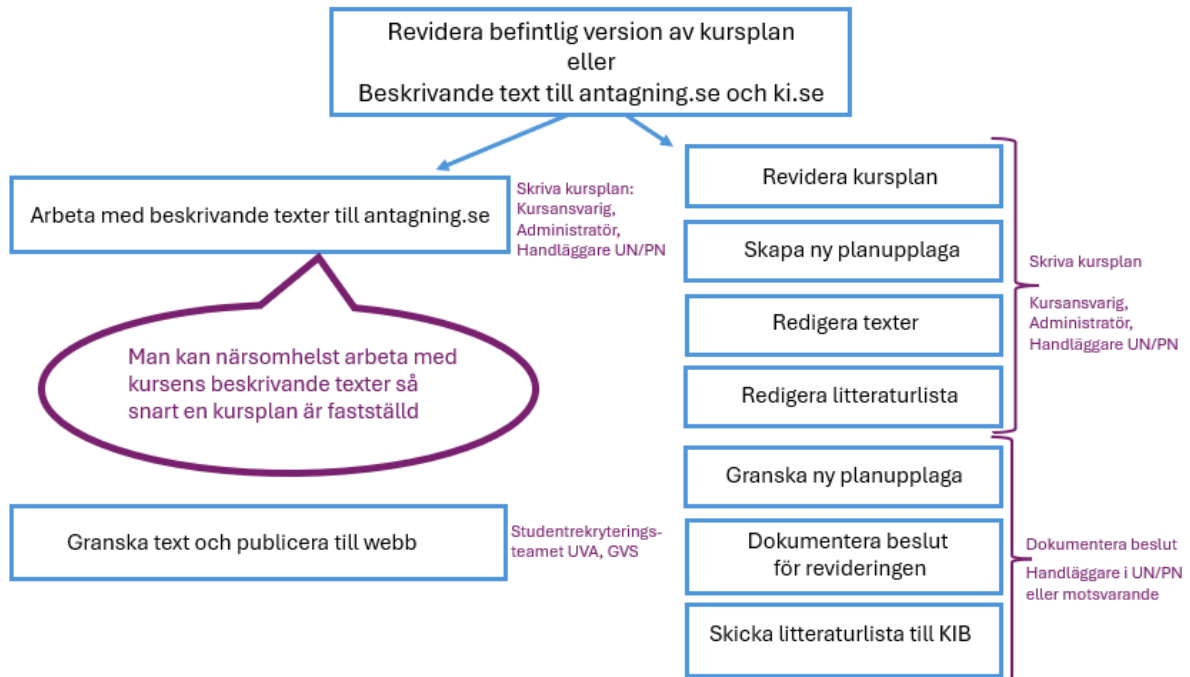 Revidera befintlig version av kursplan
eller
Beskrivande text till antagning.se och ki.se
Arbeta med beskrivande texter till antagning.se
Skriva kursplan:
Kursansvarig,
Administratör,
Handläggare UN/PN
Man kan närsomhelst arbeta med
kursens beskrivande texter så
snart en kursplan är fastställd
Granska text och publicera till webb
Studentrekryterings-
teamet UVA, GVS
Revidera kursplan
Skapa ny planupplaga
Redigera texter
Redigera litteraturlista
Skriva kursplan
Kursansvarig,
Administratör,
Handläggare UN/PN
Granska ny planupplaga
Dokumentera beslut
för revideringen
Skicka litteraturlista till KIB
Dokumentera beslut
Handläggare i UN/PN
eller motsvarande